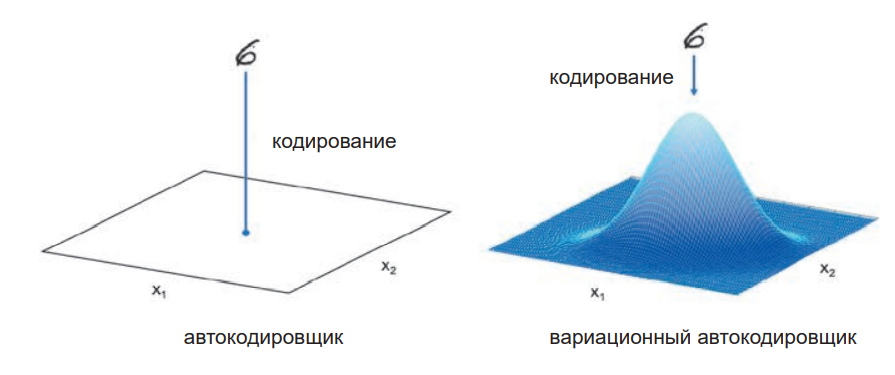 6
кодирование
x₁
x₂
автокодировщик
6
кодирование
x₁
x₂
вариационный автокодировщик